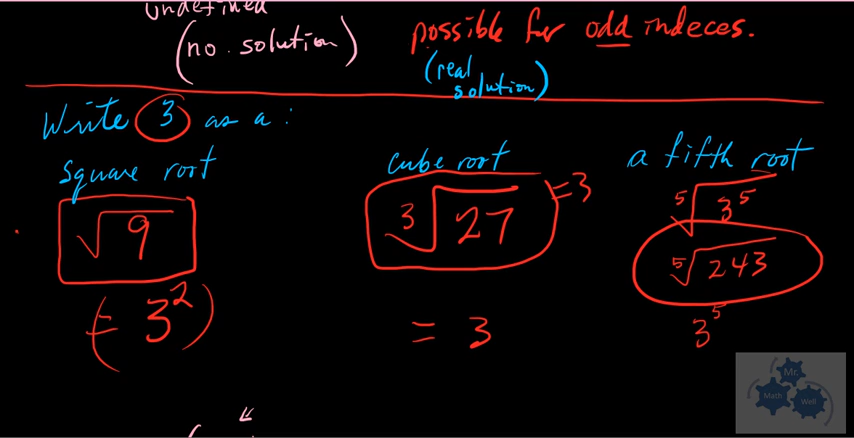 undefined
(no solution)
possible for odd indeces.
(real solution)
Write 3 as a:
square root
√9
(= 3²)
cube root
∛27 = 3
= 3
a fifth root
⁵√3⁵
⁵√243
3⁵
Mr.
Math
Well